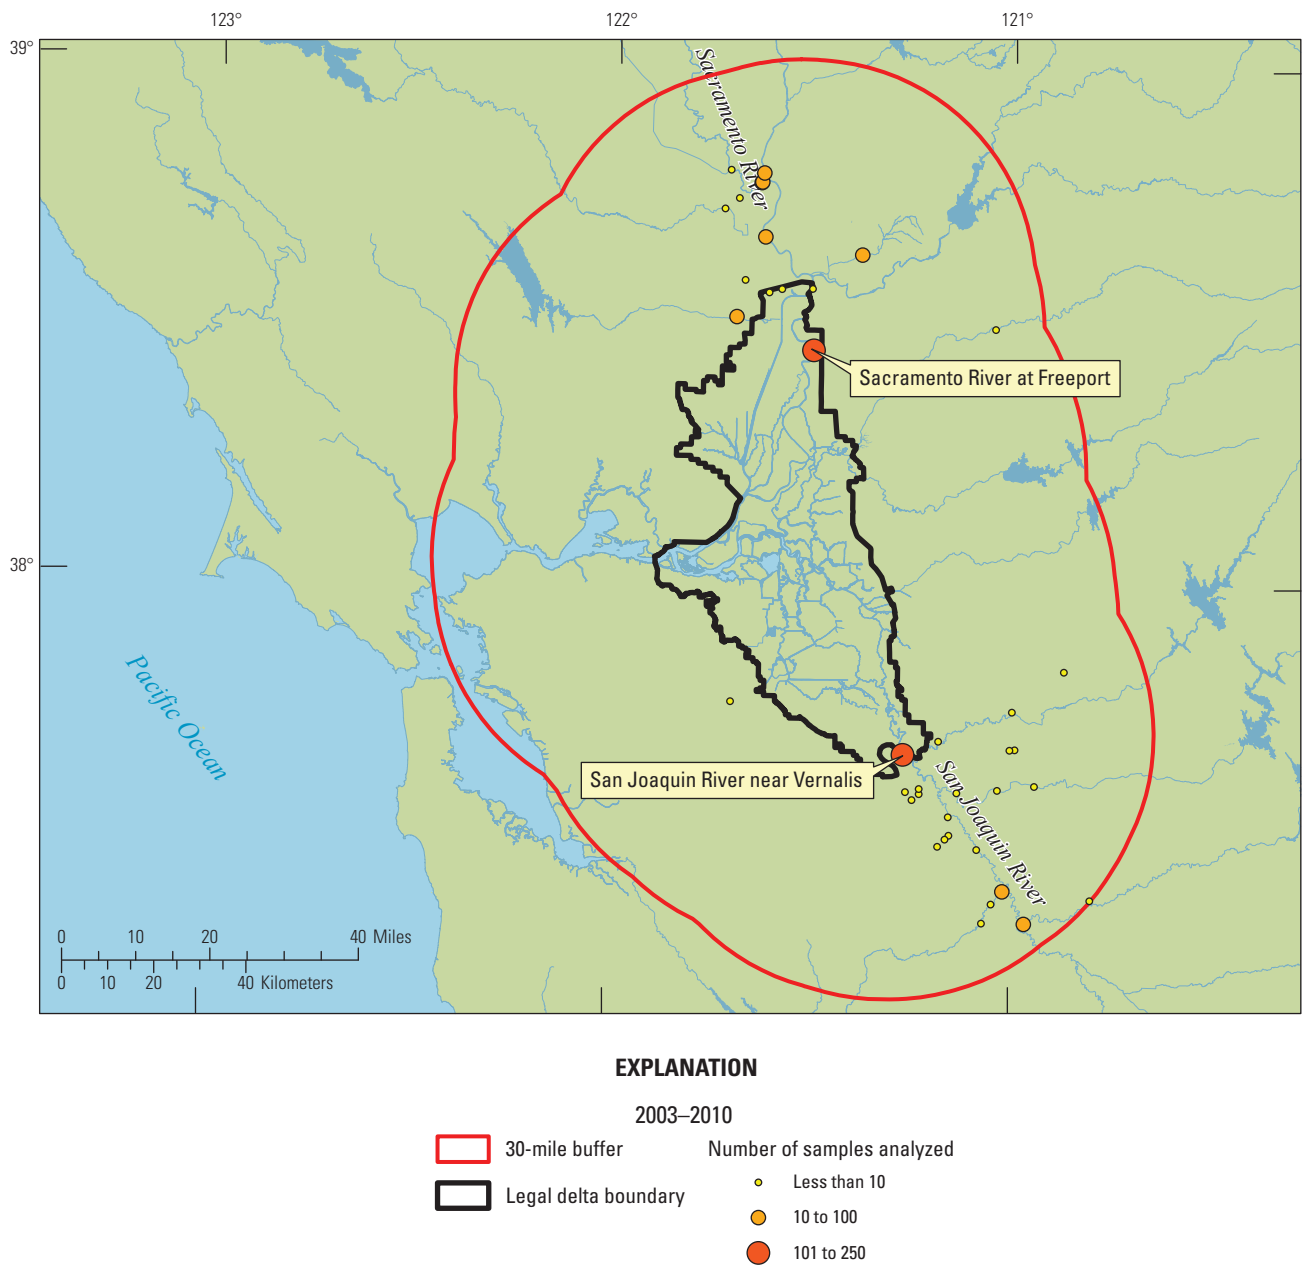 123°
122°
121°
39°
38°
Sacramento River
Sacramento River at Freeport
Pacific Ocean
San Joaquin River near Vernalis
San Joaquin River
0 10 20 40 Miles
0 10 20 40 Kilometers
EXPLANATION
2003–2010
30-mile buffer
Legal delta boundary
Number of samples analyzed
Less than 10
10 to 100
101 to 250